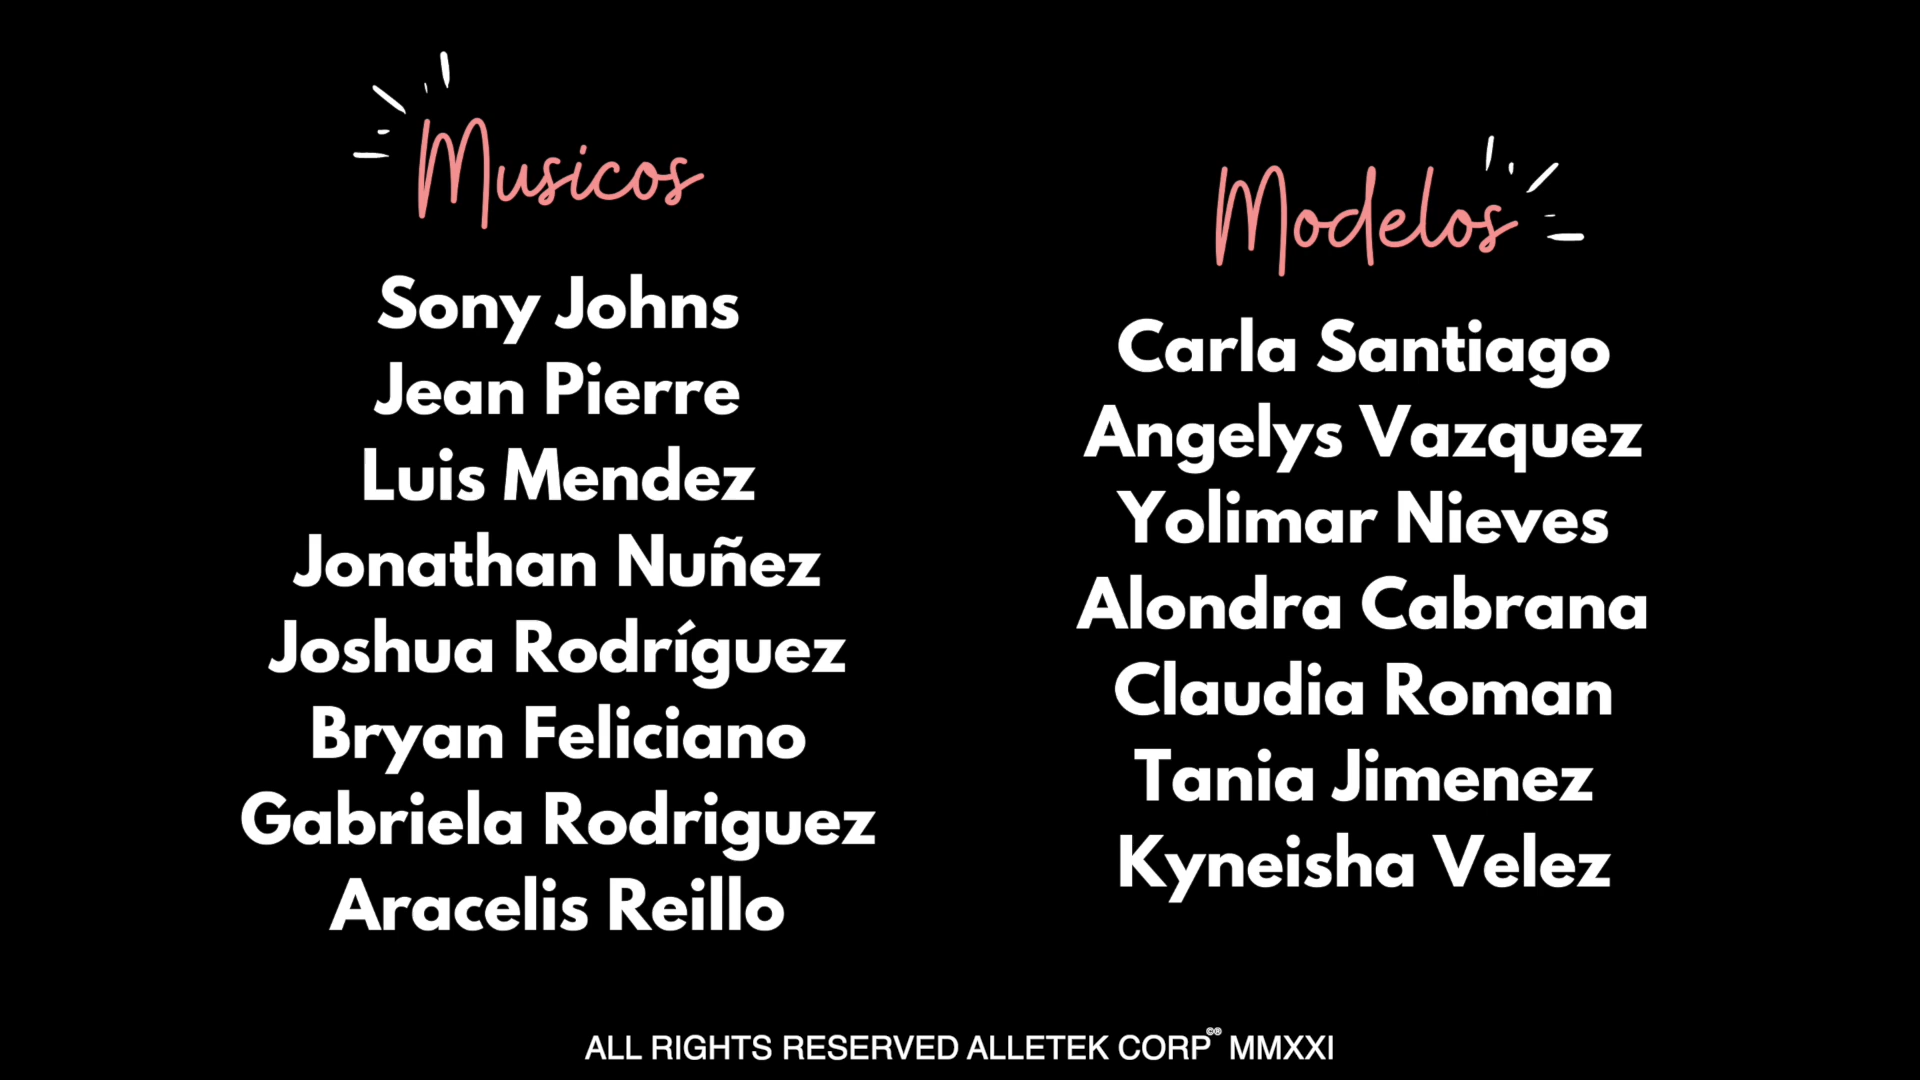 Musicos
Sony Johns
Jean Pierre
Luis Mendez
Jonathan Nuñez
Joshua Rodríguez
Bryan Feliciano
Gabriela Rodriguez
Aracelis Reillo
Modelos
Carla Santiago
Angelys Vazquez
Yolimar Nieves
Alondra Cabrana
Claudia Roman
Tania Jimenez
Kyneisha Velez
ALL RIGHTS RESERVED ALLETEK CORP©® MMXXI